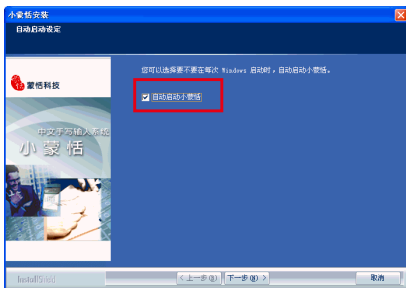 小蒙恬安装
自动启动设定
您可以选择要不要在每次 Windows 启动时，自动启动小蒙恬。
蒙恬科技
自动启动小蒙恬
中文手写输入系统
小蒙恬
InstallShield
< 上一步(B)
下一步(N) >
取消